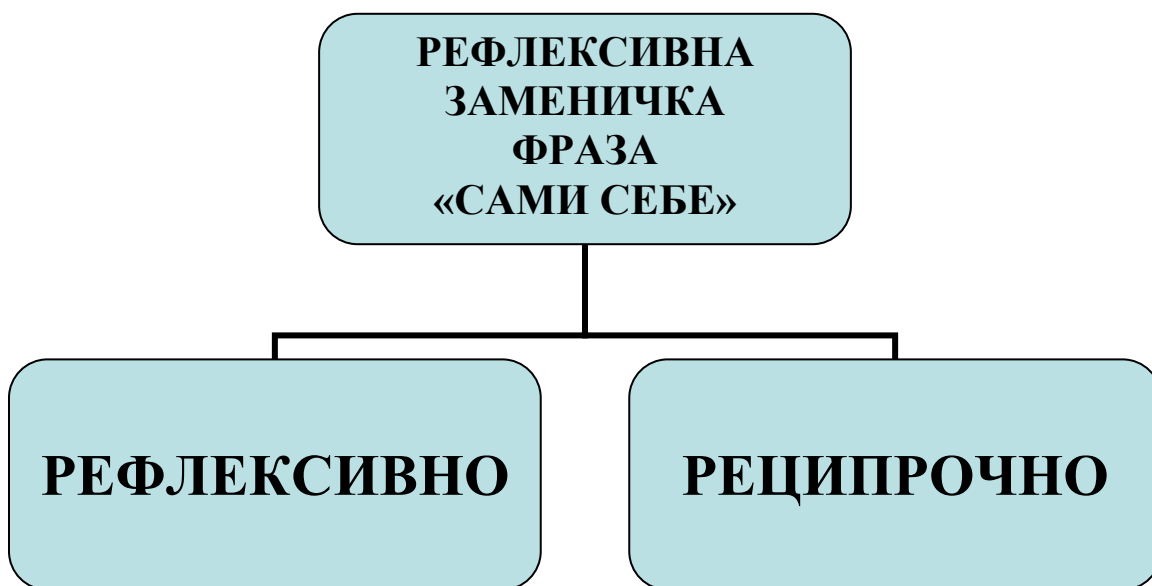 РЕФЛЕКСИВНА
ЗАМЕНИЧКА
ФРАЗА
«САМИ СЕБЕ»
РЕФЛЕКСИВНО
РЕЦИПРОЧНО